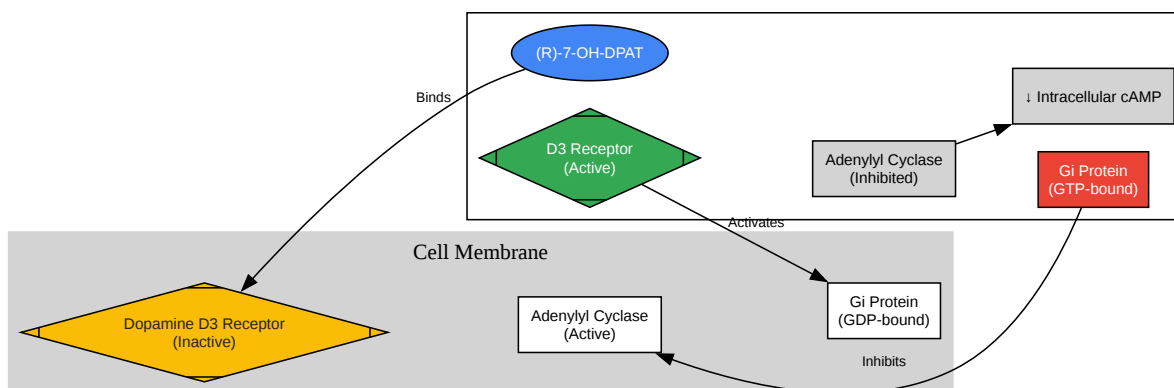 (R)-7-OH-DPAT
↓ Intracellular cAMP
Binds
D3 Receptor
(Active)
Adenylyl Cyclase
(Inhibited)
Gi Protein
(GTP-bound)
Activates
Cell Membrane
Dopamine D3 Receptor
(Inactive)
Adenylyl Cyclase
(Active)
Gi Protein
(GDP-bound)
Inhibits